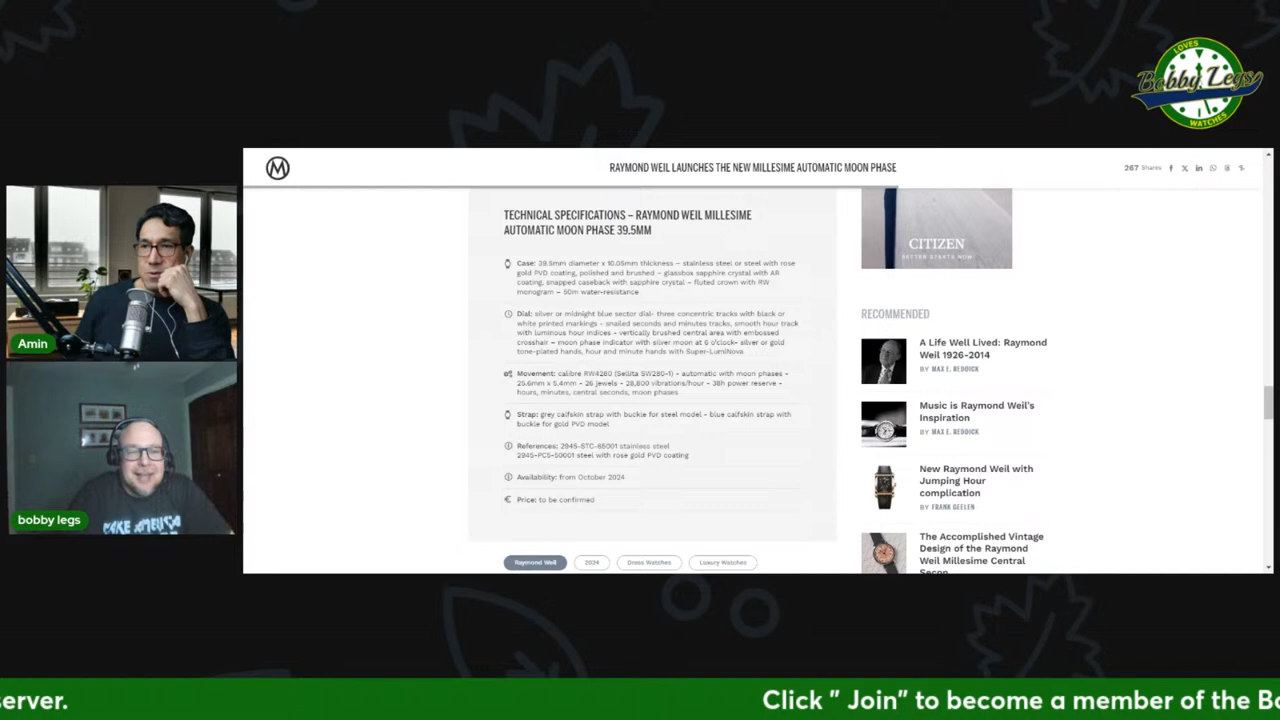 LOVES
Bobby Legs
WATCHES
M
RAYMOND WEIL LAUNCHES THE NEW MILLESIME AUTOMATIC MOON PHASE
267 Shares
TECHNICAL SPECIFICATIONS – RAYMOND WEIL MILLESIME
AUTOMATIC MOON PHASE 39.5MM
Case: 39.5mm diameter x 10.05mm thickness – stainless steel or steel with rose
gold PVD coating, polished and brushed – glassbox sapphire crystal with AR
coating, snapped caseback with sapphire crystal – fluted crown with RW
monogram – 50m water-resistance
Dial: silver or midnight blue sector dial- three concentric tracks with black or
white printed markings - snailed seconds and minutes tracks, smooth hour track
with luminous hour indices - vertically brushed central area with embossed
crosshair – moon phase indicator with silver moon at 6 o'clock- silver or gold
tone-plated hands, hour and minute hands with Super-LumiNova
Movement: calibre RW4280 (Sellita SW280-1) - automatic with moon phases -
25.6mm x 5.4mm - 26 jewels - 28,800 vibrations/hour - 38h power reserve -
hours, minutes, central seconds, moon phases
Strap: grey calfskin strap with buckle for steel model - blue calfskin strap with
buckle for gold PVD model
References: 2945-STC-65001 stainless steel
2945-PC5-50001 steel with rose gold PVD coating
Availability: from October 2024
€ Price: to be confirmed
Raymond Weil
2024
Dress Watches
Luxury Watches
CITIZEN
BETTER STARTS NOW
RECOMMENDED
A Life Well Lived: Raymond
Weil 1926-2014
BY MAX E. REDDICK
Music is Raymond Weil's
Inspiration
BY MAX E. REDDICK
New Raymond Weil with
Jumping Hour
complication
BY FRANK GEELEN
The Accomplished Vintage
Design of the Raymond
Weil Millesime Central
Secon
Amin
bobby legs
server.
Click " Join" to become a member of the Bo